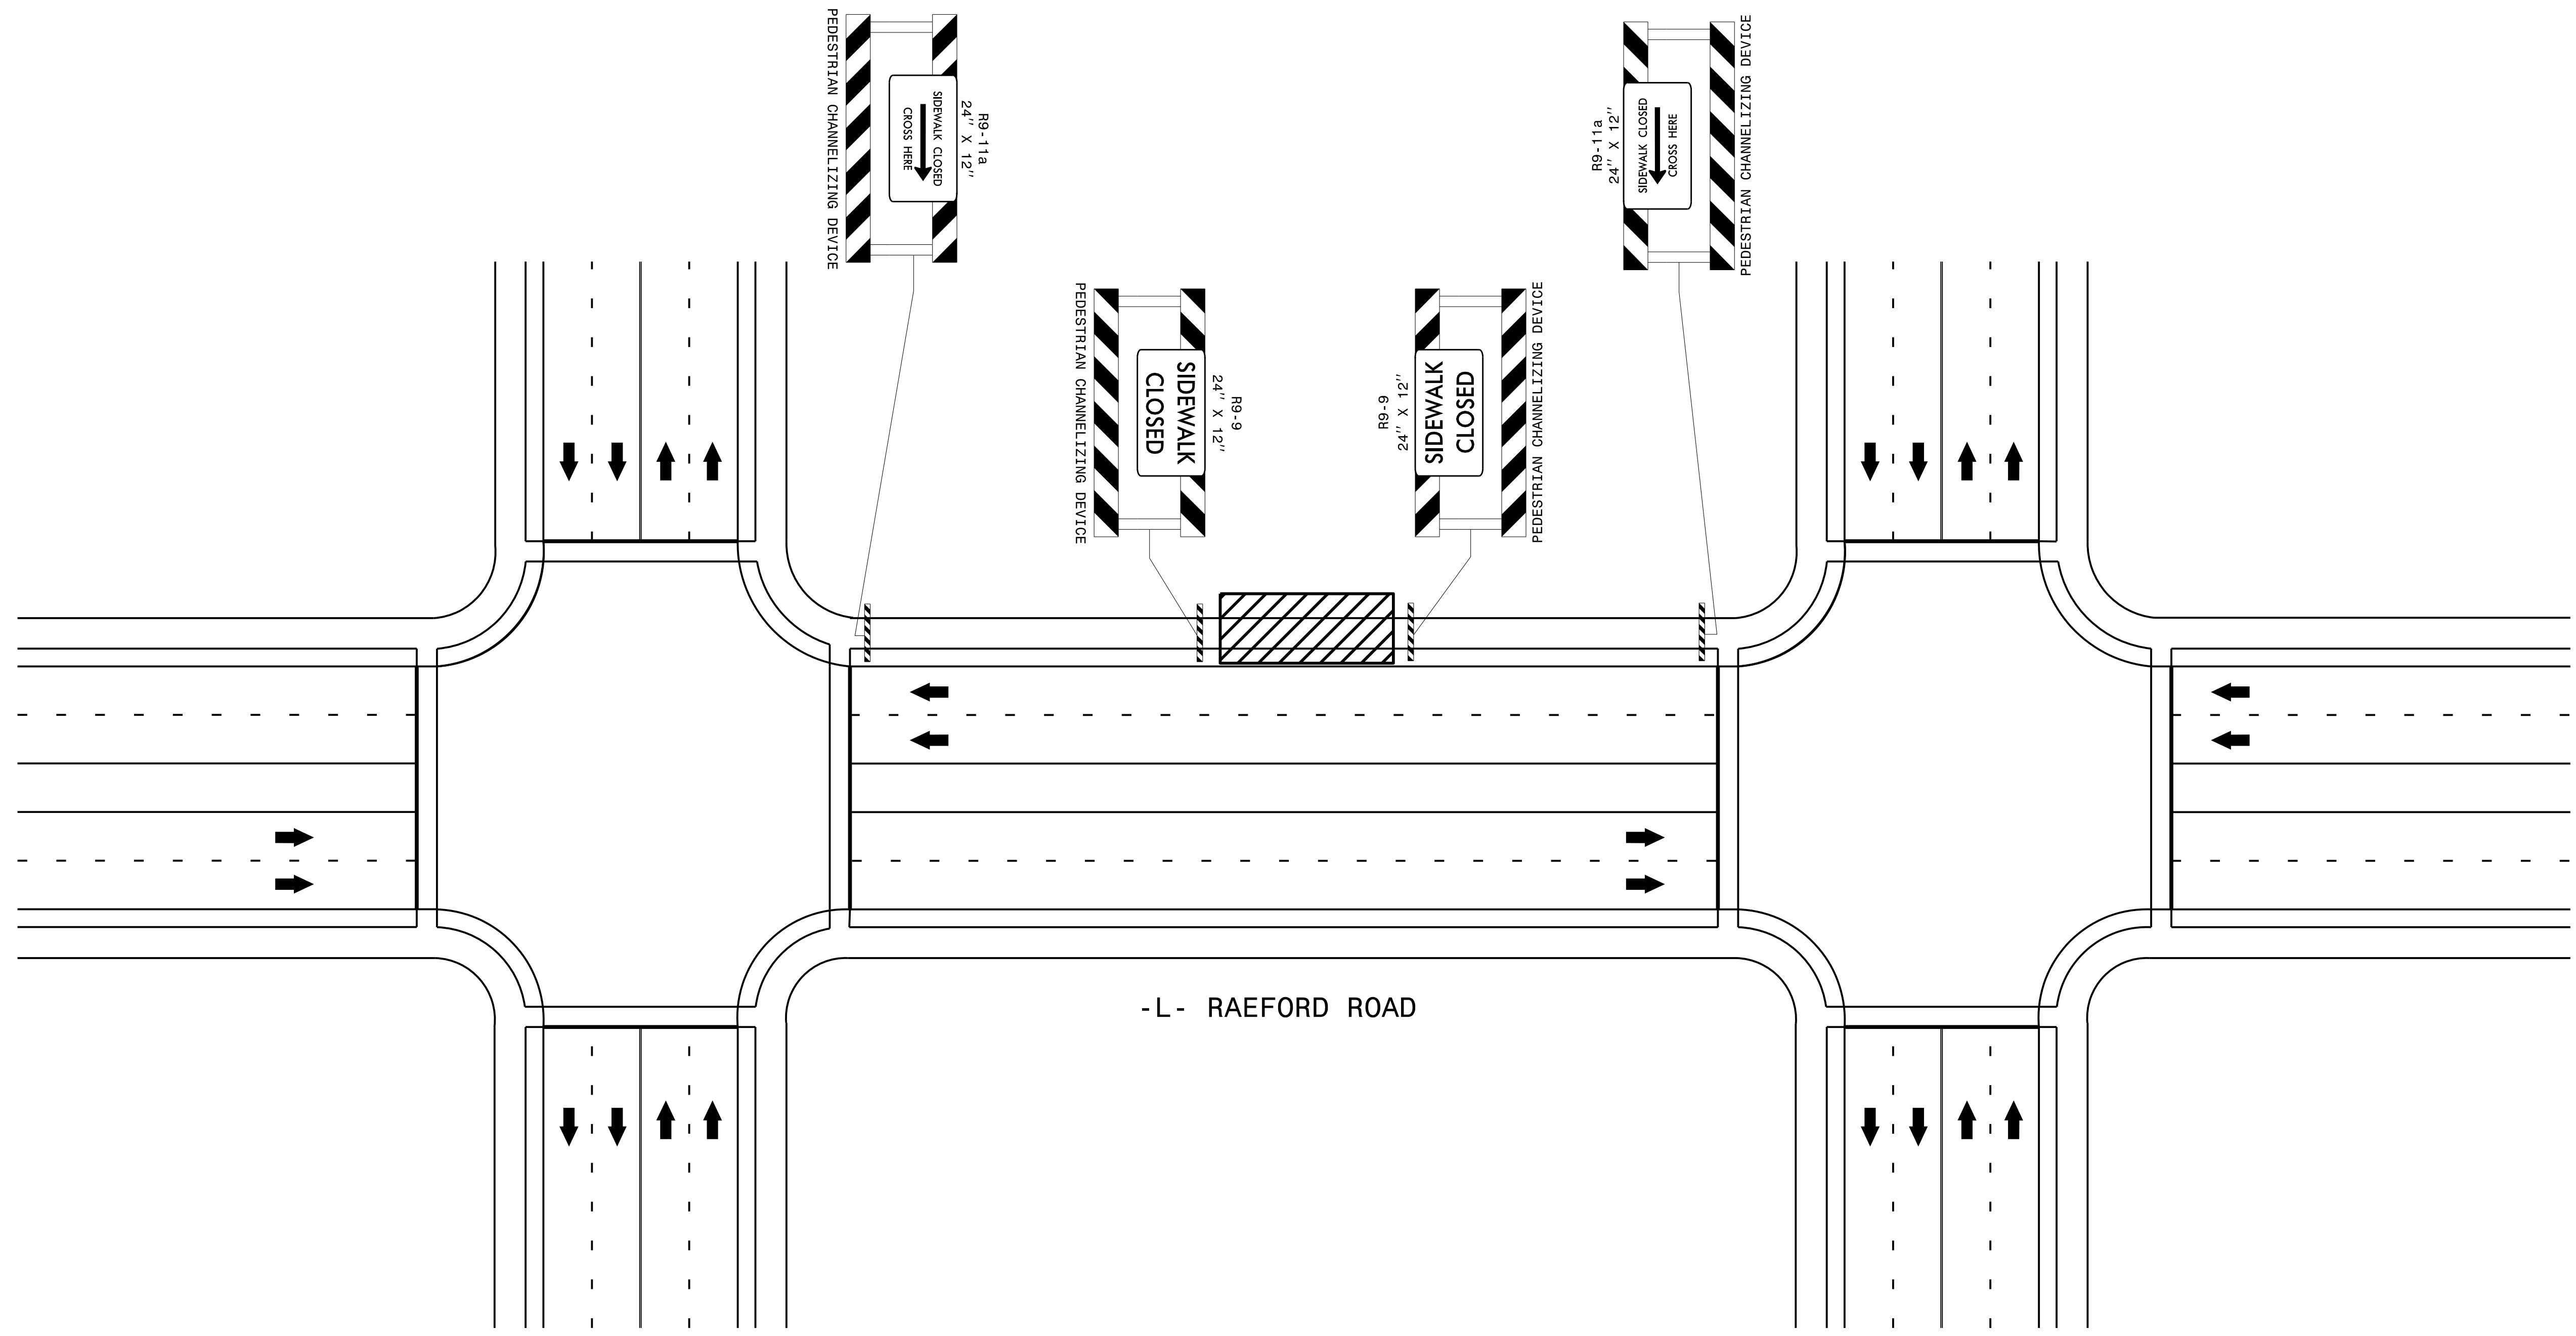 PEDESTRIAN CHANNELIZING DEVICE
SIDEWALK CLOSED
CROSS HERE
R9-11a
24'' X 12''
R9-11a
24'' X 12''
SIDEWALK CLOSED
CROSS HERE
PEDESTRIAN CHANNELIZING DEVICE
PEDESTRIAN CHANNELIZING DEVICE
SIDEWALK
CLOSED
R9-9
24'' X 12''
R9-9
24'' X 12''
SIDEWALK
CLOSED
PEDESTRIAN CHANNELIZING DEVICE
-L- RAEFORD ROAD